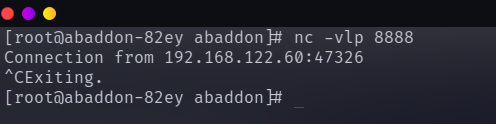 [root@abaddon-82ey abaddon]# nc -vlp 8888
Connection from 192.168.122.60:47326
^CExiting.
[root@abaddon-82ey abaddon]# _